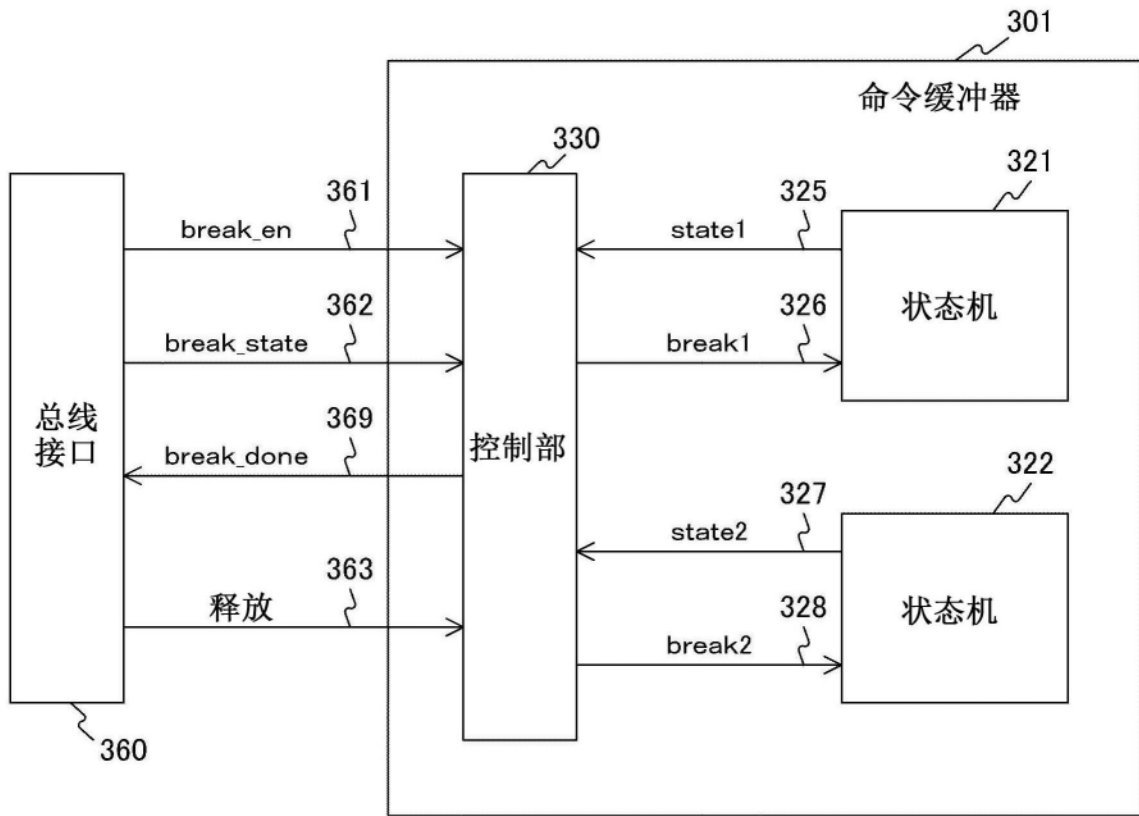 301
命令缓冲器
330
321
361
325
break_en
state1
状态机
362
326
break_state
break1
总线
接口
369
控制部
break_done
322
327
state2
363
释放
状态机
328
break2
360